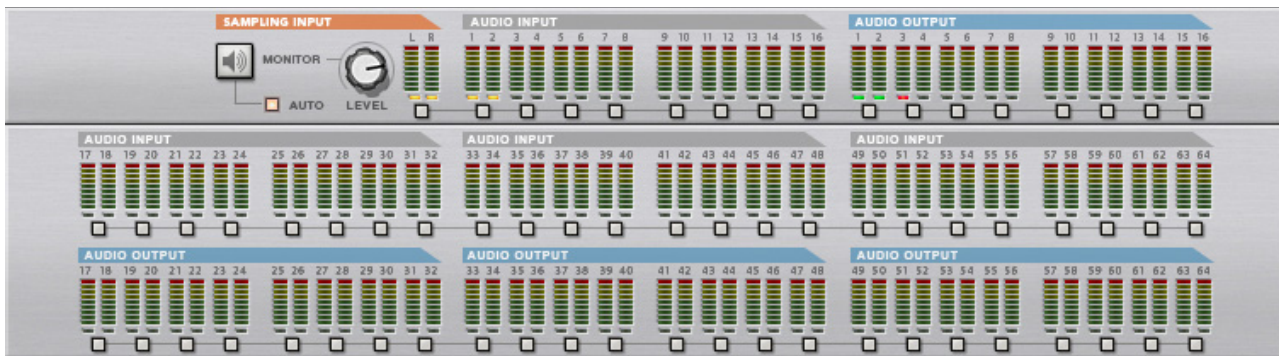 SAMPLING INPUT AUDIO INPUT AUDIO OUTPUT
L R 1 2 3 4 5 6 7 8 9 10 11 12 13 14 15 16 1 2 3 4 5 6 7 8 9 10 11 12 13 14 15 16
MONITOR
AUTO LEVEL
AUDIO INPUT AUDIO INPUT AUDIO INPUT
17 18 19 20 21 22 23 24 25 26 27 28 29 30 31 32 33 34 35 36 37 38 39 40 41 42 43 44 45 46 47 48 49 50 51 52 53 54 55 56 57 58 59 60 61 62 63 64
AUDIO OUTPUT AUDIO OUTPUT AUDIO OUTPUT
17 18 19 20 21 22 23 24 25 26 27 28 29 30 31 32 33 34 35 36 37 38 39 40 41 42 43 44 45 46 47 48 49 50 51 52 53 54 55 56 57 58 59 60 61 62 63 64